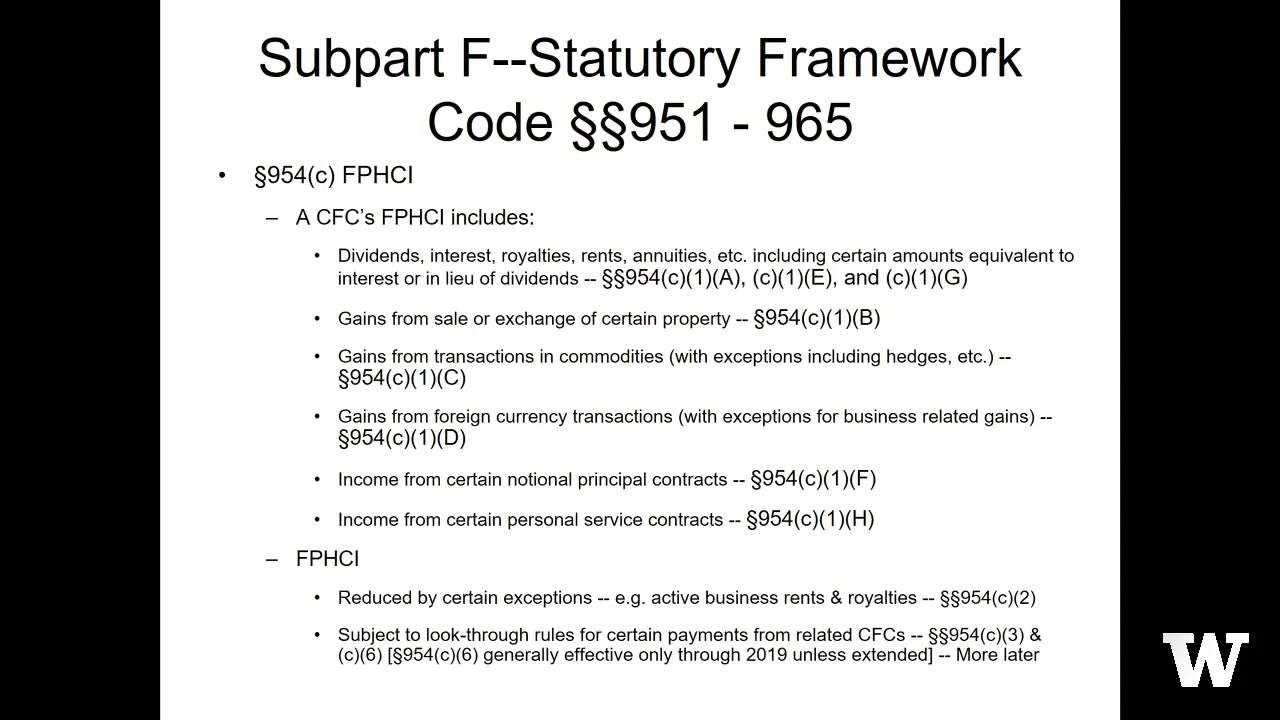 Subpart F--Statutory Framework
Code §§951 - 965
• §954(c) FPHCI
– A CFC's FPHCI includes:
• Dividends, interest, royalties, rents, annuities, etc. including certain amounts equivalent to
interest or in lieu of dividends -- §§954(c)(1)(A), (c)(1)(E), and (c)(1)(G)
• Gains from sale or exchange of certain property -- §954(c)(1)(B)
• Gains from transactions in commodities (with exceptions including hedges, etc.) --
§954(c)(1)(C)
• Gains from foreign currency transactions (with exceptions for business related gains) --
§954(c)(1)(D)
• Income from certain notional principal contracts -- §954(c)(1)(F)
• Income from certain personal service contracts -- §954(c)(1)(H)
– FPHCI
• Reduced by certain exceptions -- e.g. active business rents & royalties -- §§954(c)(2)
• Subject to look-through rules for certain payments from related CFCs -- §§954(c)(3) &
(c)(6) [§954(c)(6) generally effective only through 2019 unless extended] -- More later
W